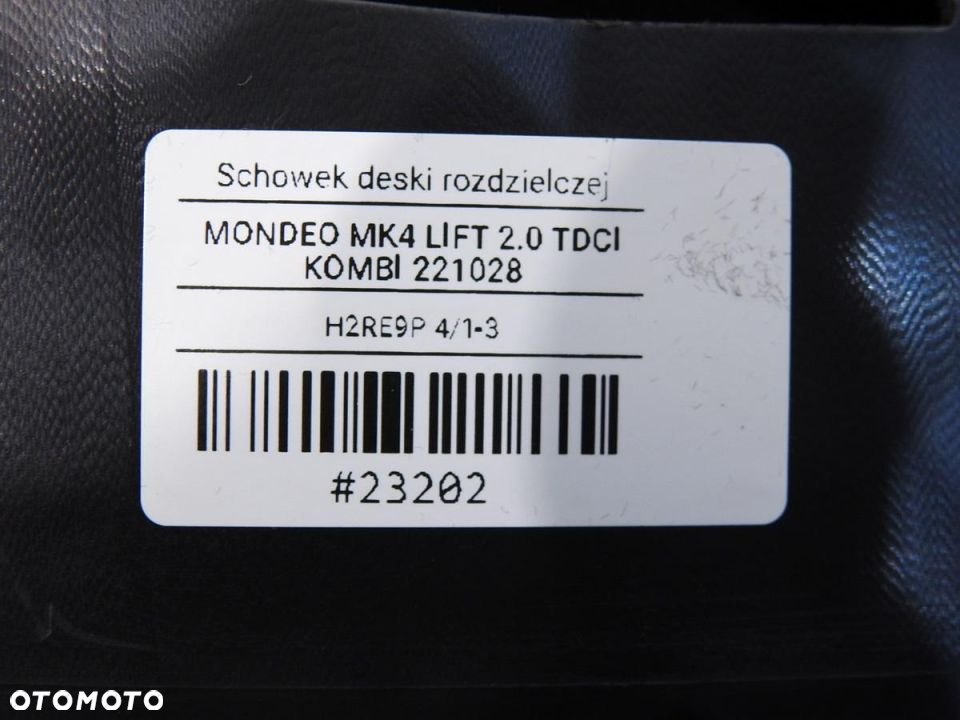 Schowek deski rozdzielczej
MONDEO MK4 LIFT 2.0 TDCI
KOMBI 221028
H2RE9P 4/1-3
#23202
OTOMOTO